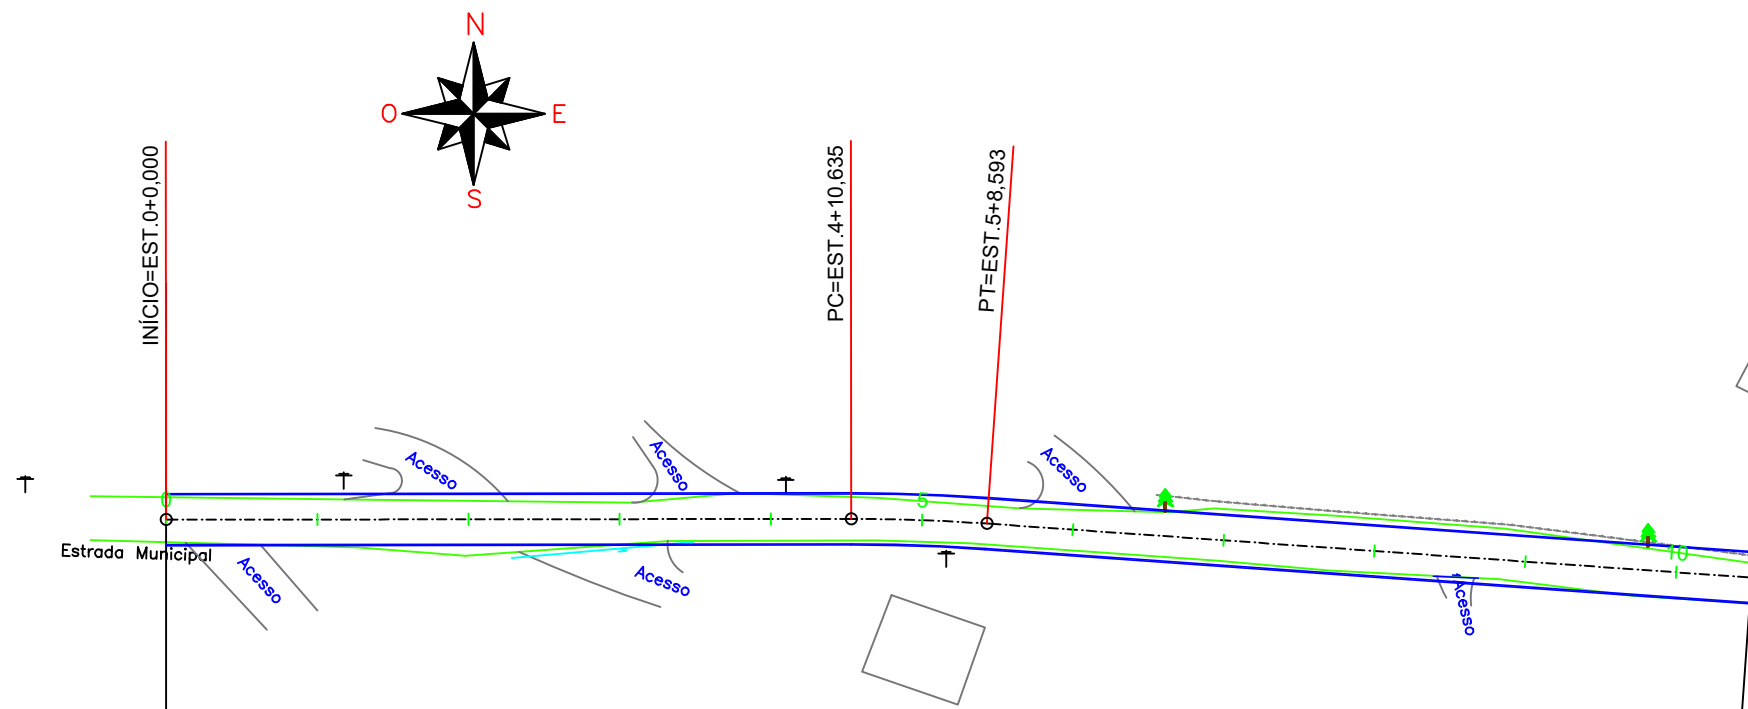 N
O
E
S
INÍCIO=EST.0+0,000
PC=EST.4+10,635
PT=EST.5+8,593
Acesso
Acesso
Acesso
0
5
10
Estrada Municipal
Acesso
Acesso
Acesso